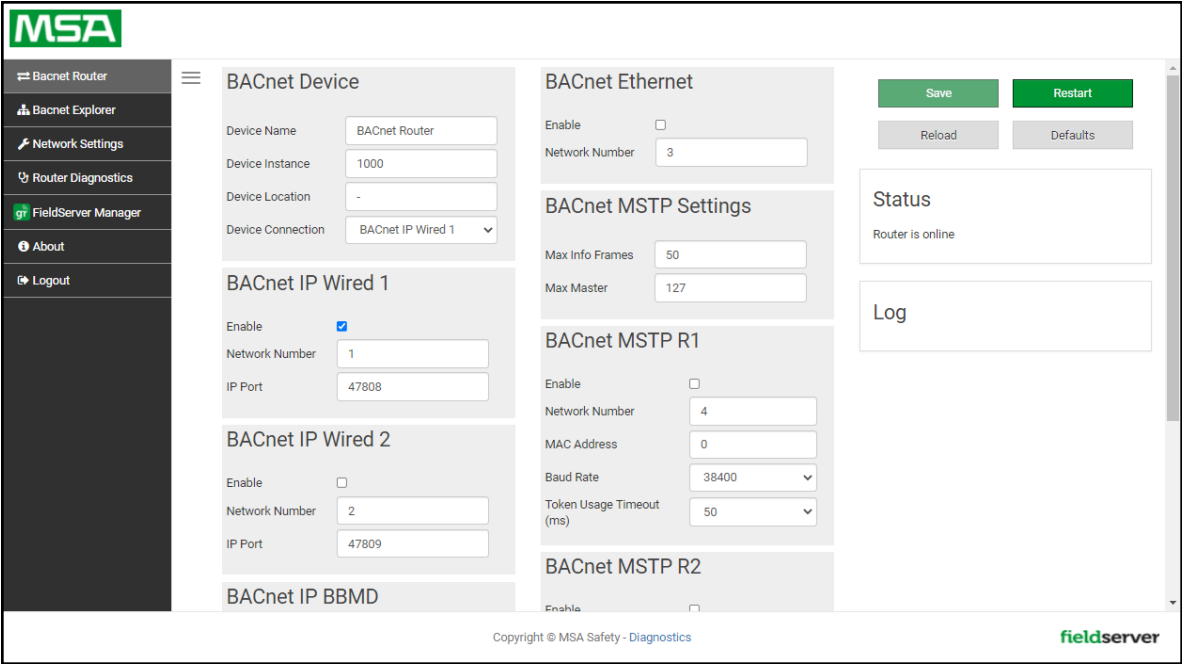 MSA
Bacnet Router
Bacnet Explorer
Network Settings
Router Diagnostics
FieldServer Manager
About
Logout
BACnet Device
Device Name BACnet Router
Device Instance 1000
Device Location -
Device Connection BACnet IP Wired 1
BACnet IP Wired 1
Enable
Network Number 1
IP Port 47808
BACnet IP Wired 2
Enable
Network Number 2
IP Port 47809
BACnet IP BBMD
BACnet Ethernet
Enable
Network Number 3
BACnet MSTP Settings
Max Info Frames 50
Max Master 127
BACnet MSTP R1
Enable
Network Number 4
MAC Address 0
Baud Rate 38400
Token Usage Timeout
(ms) 50
BACnet MSTP R2
Enable
Save Restart
Reload Defaults
Status
Router is online
Log
Copyright © MSA Safety - Diagnostics
fieldserver